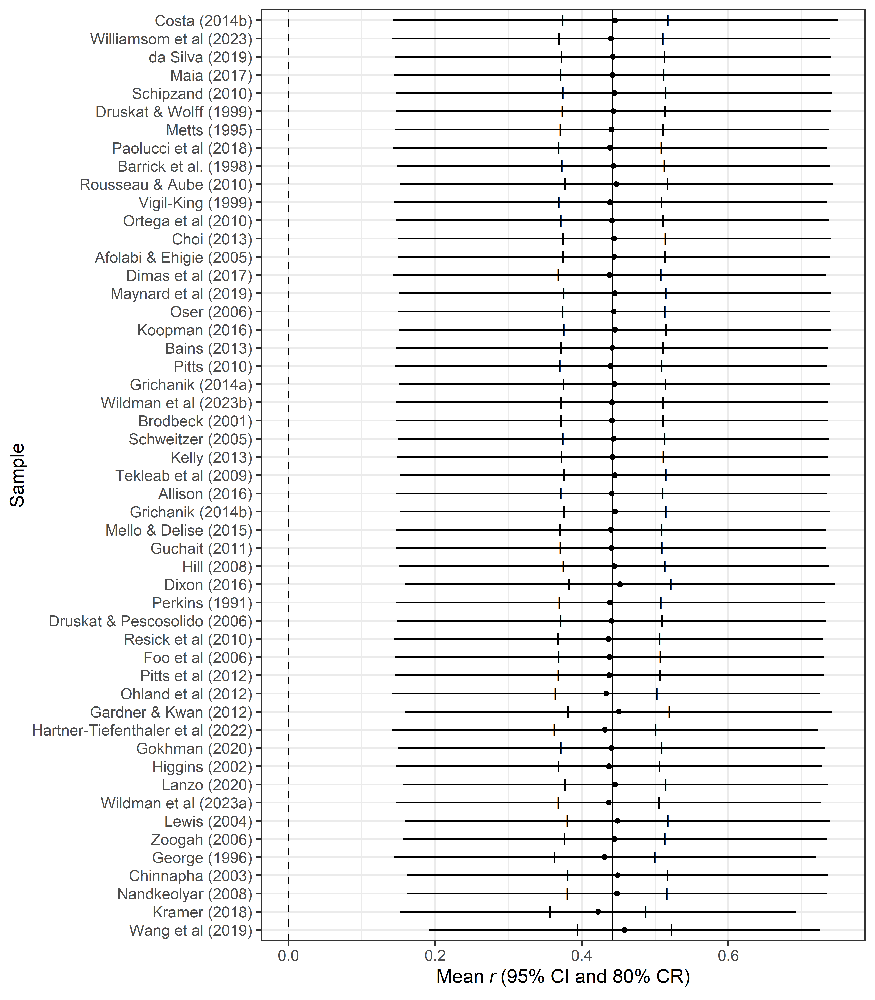 Costa (2014b)
Williamsom et al (2023)
da Silva (2019)
Maia (2017)
Schipzand (2010)
Druskat & Wolff (1999)
Metts (1995)
Paolucci et al (2018)
Barrick et al. (1998)
Rousseau & Aube (2010)
Vigil-King (1999)
Ortega et al (2010)
Choi (2013)
Afolabi & Ehigie (2005)
Dimas et al (2017)
Maynard et al (2019)
Oser (2006)
Koopman (2016)
Bains (2013)
Pitts (2010)
Grichanik (2014a)
Wildman et al (2023b)
Brodbeck (2001)
Schweitzer (2005)
Kelly (2013)
Tekleab et al (2009)
Allison (2016)
Grichanik (2014b)
Mello & Delise (2015)
Guchait (2011)
Hill (2008)
Dixon (2016)
Perkins (1991)
Druskat & Pescosolido (2006)
Resick et al (2010)
Foo et al (2006)
Pitts et al (2012)
Ohland et al (2012)
Gardner & Kwan (2012)
Hartner-Tiefenthaler et al (2022)
Gokhman (2020)
Higgins (2002)
Lanzo (2020)
Wildman et al (2023a)
Lewis (2004)
Zoogah (2006)
George (1996)
Chinnapha (2003)
Nandkeolyar (2008)
Kramer (2018)
Wang et al (2019)
Sample
0.0 0.2 0.4 0.6
Mean r (95% CI and 80% CR)